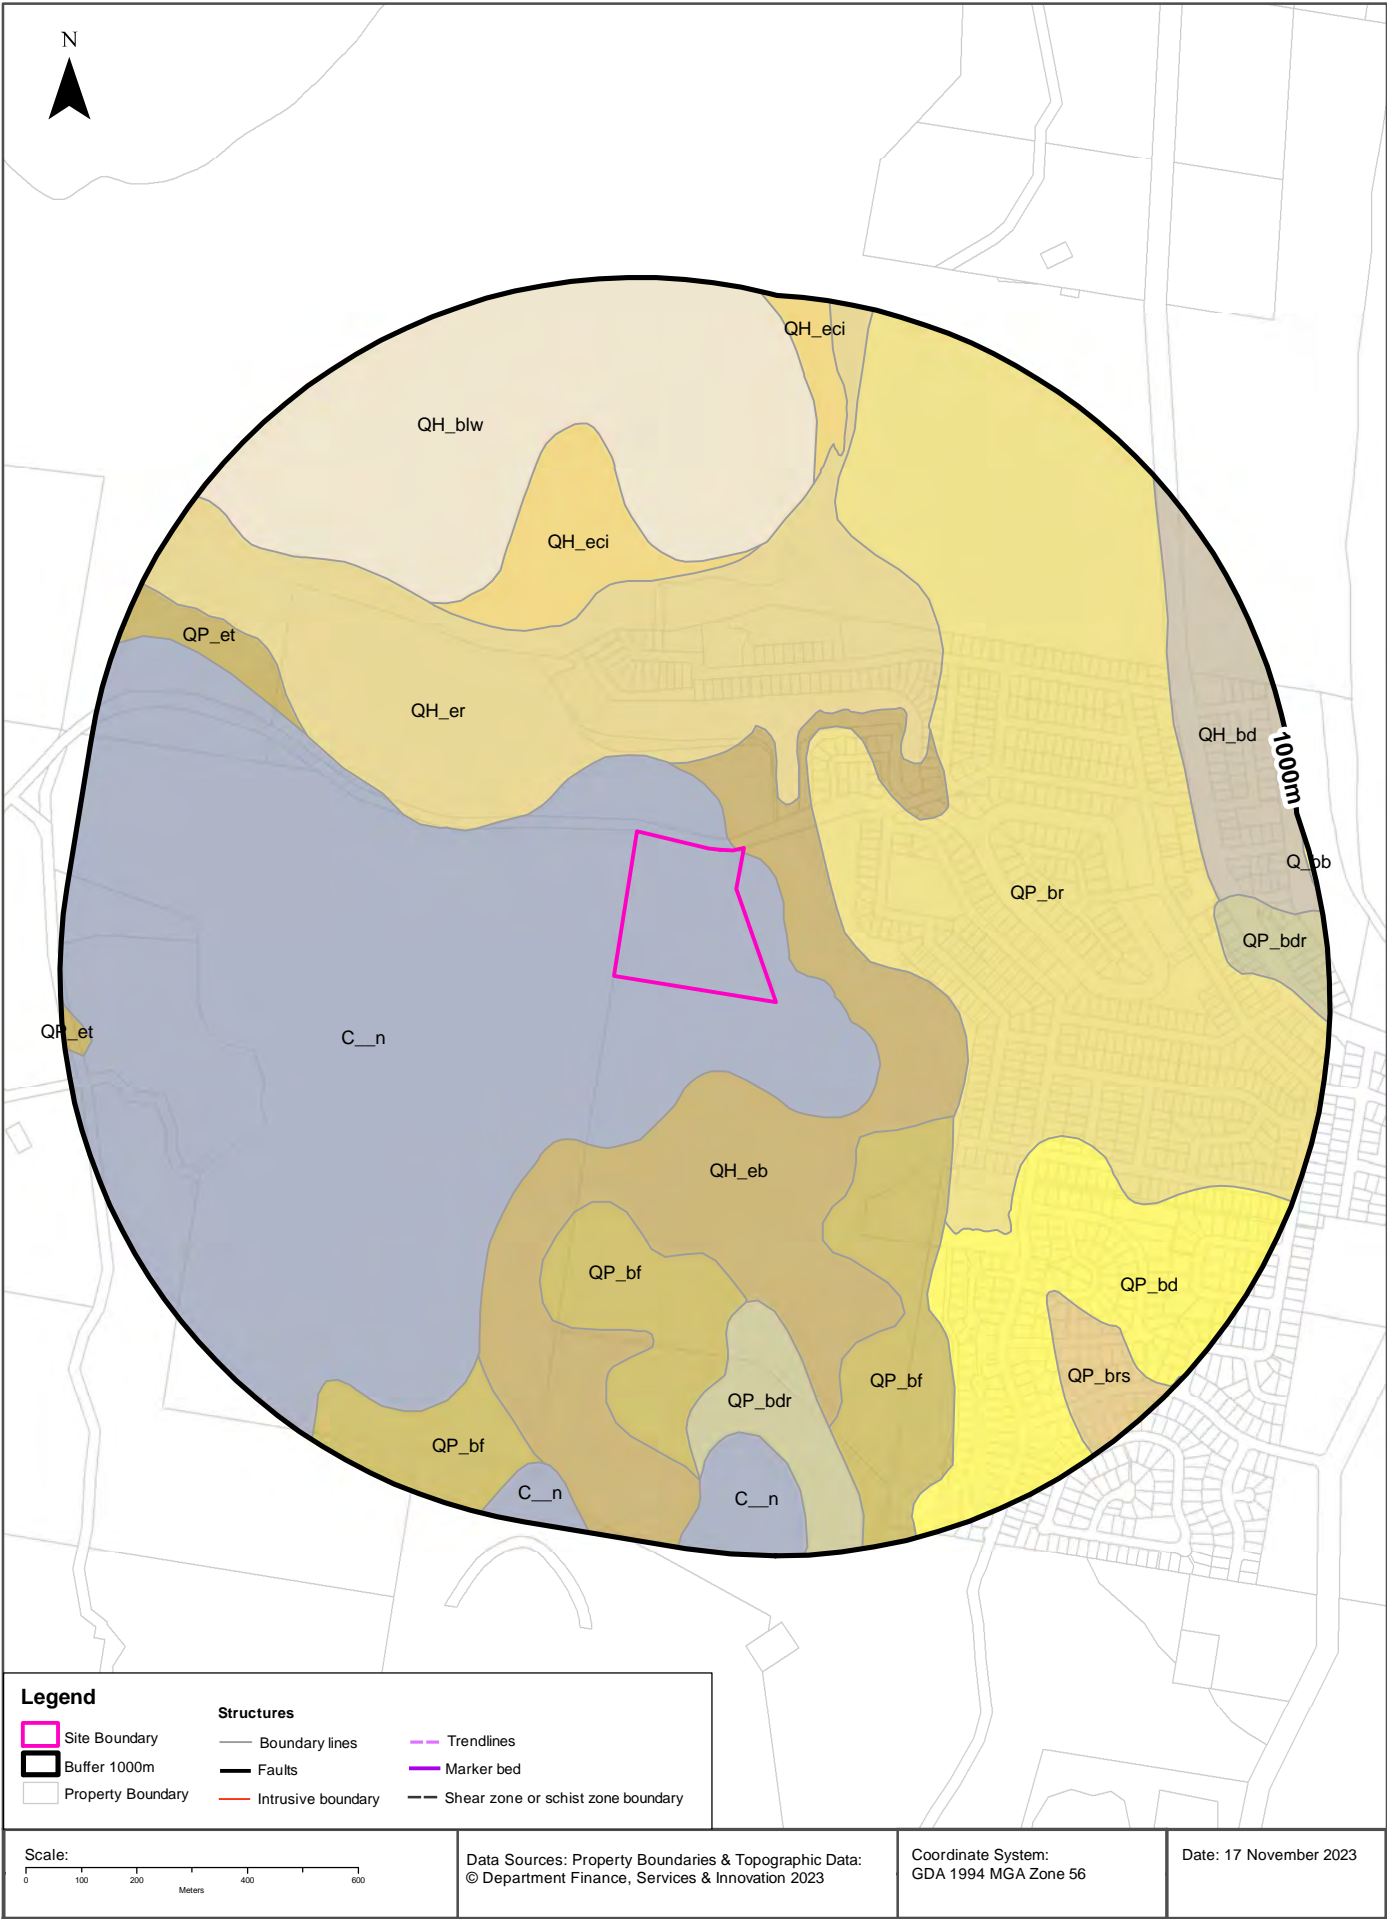 N
QH_eci
QH_blw
QH_eci
QP_et
QH_er
QH_bd
1000m
Q_bb
QP_br
QP_bdr
QP_et
C__n
QH_eb
QP_bf
QP_bd
QP_brs
QP_bf
QP_bdr
QP_bf
C__n
C__n
Legend
Site Boundary
Buffer 1000m
Property Boundary
Structures
Boundary lines
Faults
Intrusive boundary
Trendlines
Marker bed
Shear zone or schist zone boundary
Scale:
0 100 200 400 600
Meters
Data Sources: Property Boundaries & Topographic Data:
© Department Finance, Services & Innovation 2023
Coordinate System:
GDA 1994 MGA Zone 56
Date: 17 November 2023